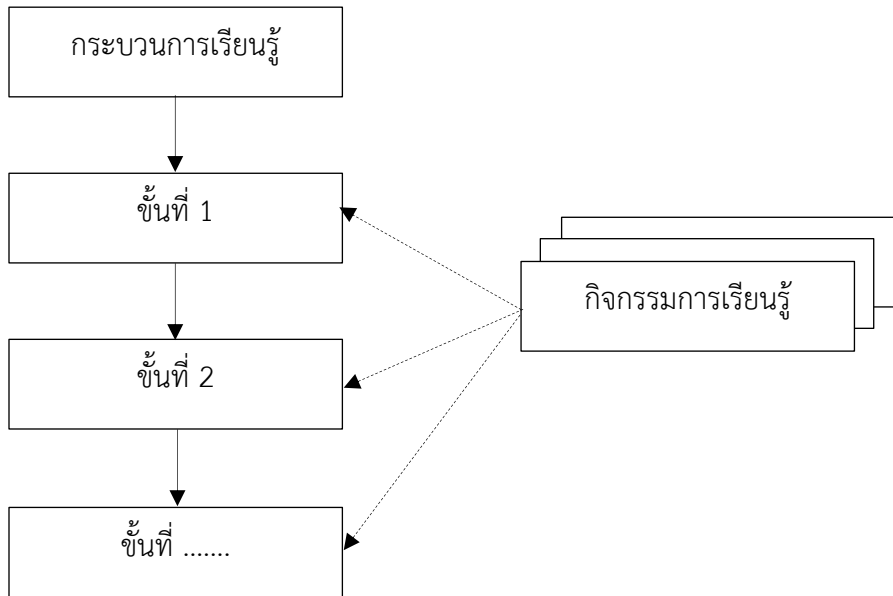 กระบวนการเรียนรู้
ขั้นที่ 1
กิจกรรมการเรียนรู้
ขั้นที่ 2
ขั้นที่ .......